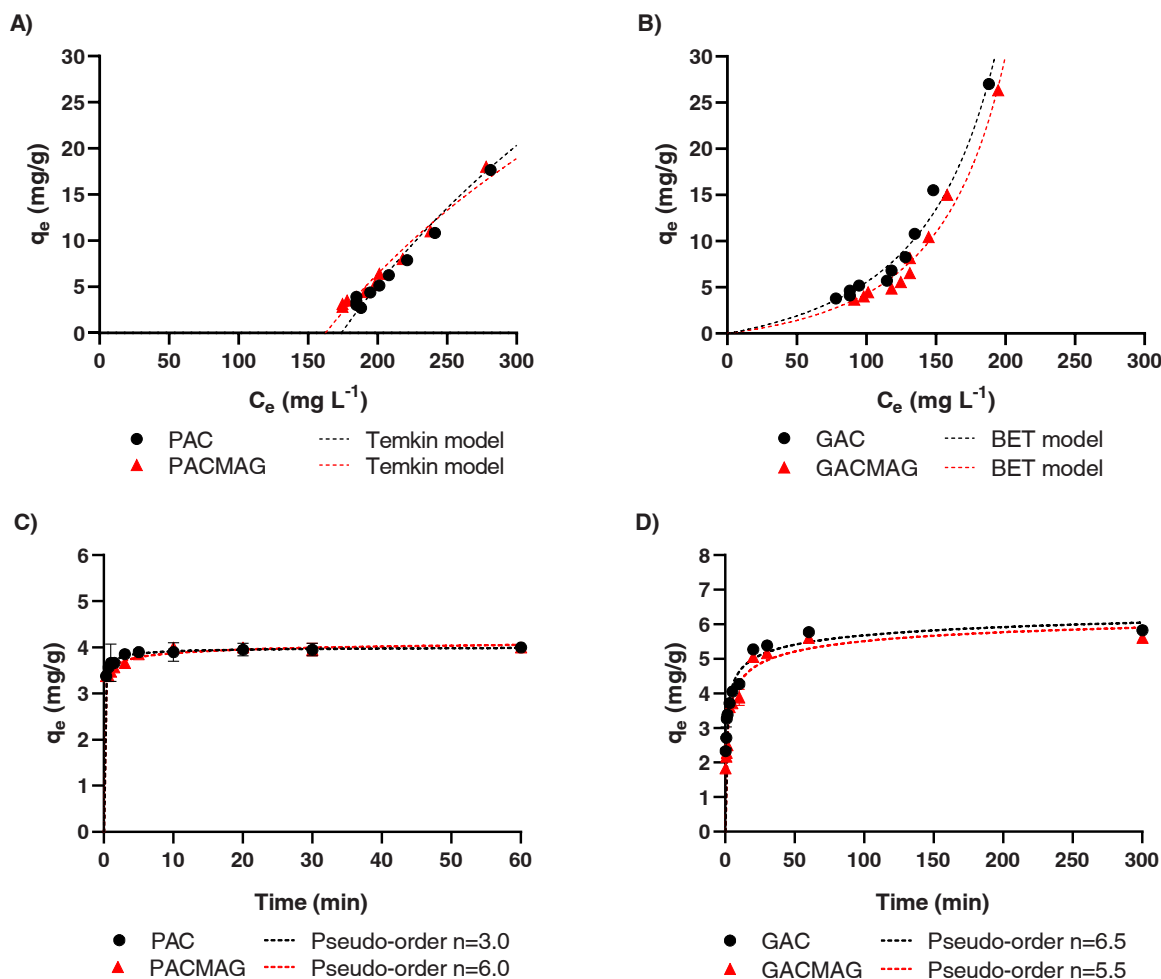 A)
30
25
20
15
10
5
0
qe (mg/g)
0 50 100 150 200 250 300
Ce (mg L-1)
PAC Temkin model
PACMAG Temkin model
B)
30
25
20
15
10
5
0
qe (mg/g)
0 50 100 150 200 250 300
Ce (mg L-1)
GAC BET model
GACMAG BET model
C)
6
5
4
3
2
1
0
qe (mg/g)
0 10 20 30 40 50 60
Time (min)
PAC Pseudo-order n=3.0
PACMAG Pseudo-order n=6.0
D)
8
7
6
5
4
3
2
1
0
qe (mg/g)
0 50 100 150 200 250 300
Time (min)
GAC Pseudo-order n=6.5
GACMAG Pseudo-order n=5.5